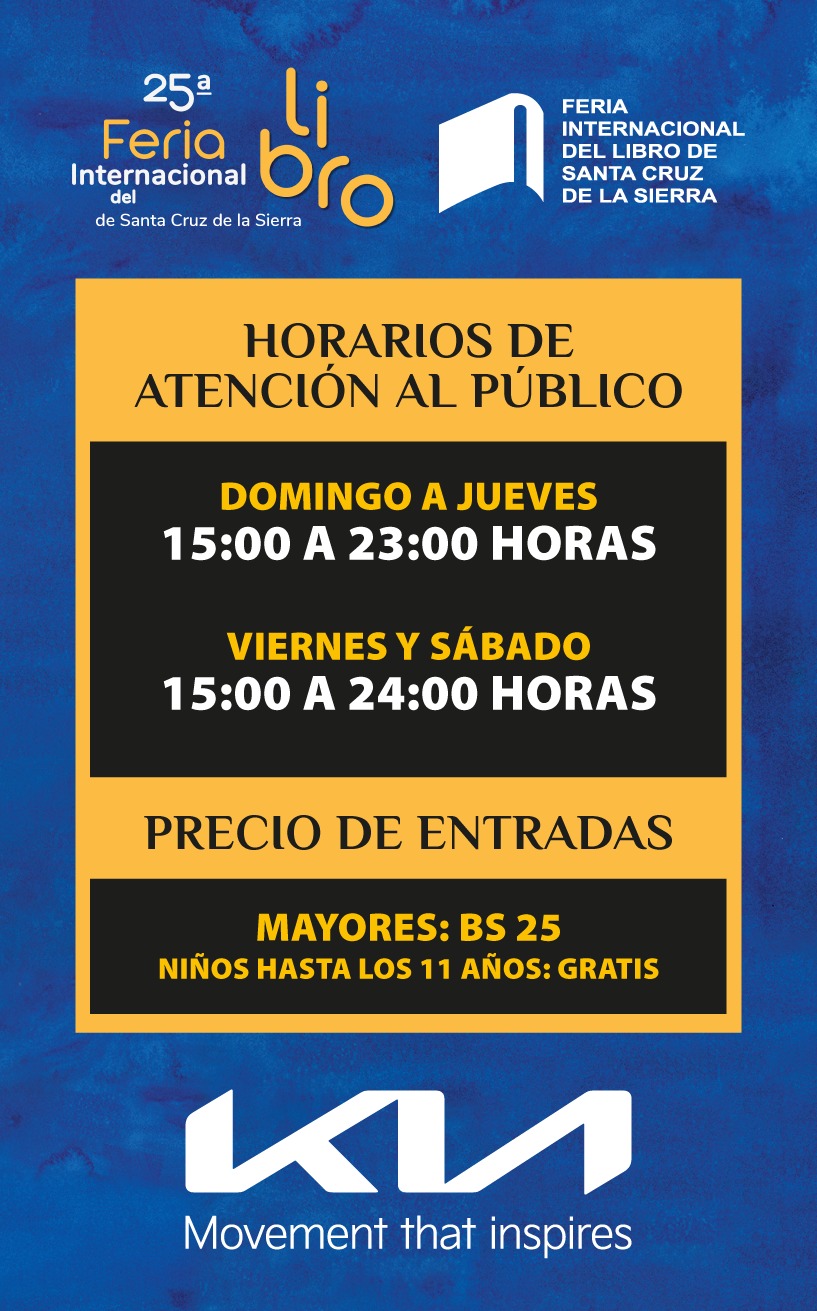 25ª
Feria
Internacional
del
libro
de Santa Cruz de la Sierra
FERIA
INTERNACIONAL
DEL LIBRO DE
SANTA CRUZ
DE LA SIERRA
HORARIOS DE
ATENCIÓN AL PÚBLICO
DOMINGO A JUEVES
15:00 A 23:00 HORAS
VIERNES Y SÁBADO
15:00 A 24:00 HORAS
PRECIO DE ENTRADAS
MAYORES: BS 25
NIÑOS HASTA LOS 11 AÑOS: GRATIS
KIA
Movement that inspires